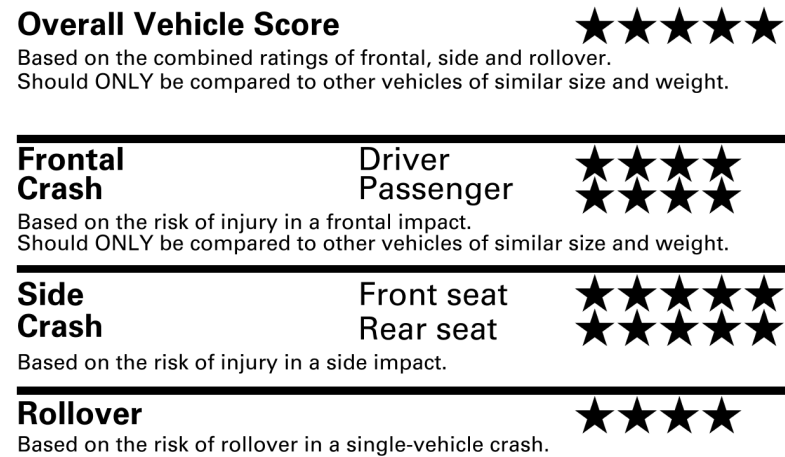 Overall Vehicle Score ★★★★★
Based on the combined ratings of frontal, side and rollover.
Should ONLY be compared to other vehicles of similar size and weight.
Frontal Driver ★★★★
Crash Passenger ★★★★
Based on the risk of injury in a frontal impact.
Should ONLY be compared to other vehicles of similar size and weight.
Side Front seat ★★★★★
Crash Rear seat ★★★★★
Based on the risk of injury in a side impact.
Rollover ★★★★
Based on the risk of rollover in a single-vehicle crash.